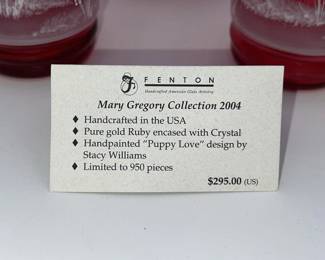 FENTON
Handcrafted American Glass Artistry
Mary Gregory Collection 2004
♦ Handcrafted in the USA
♦ Pure gold Ruby encased with Crystal
♦ Handpainted "Puppy Love" design by
Stacy Williams
♦ Limited to 950 pieces
$295.00 (US)